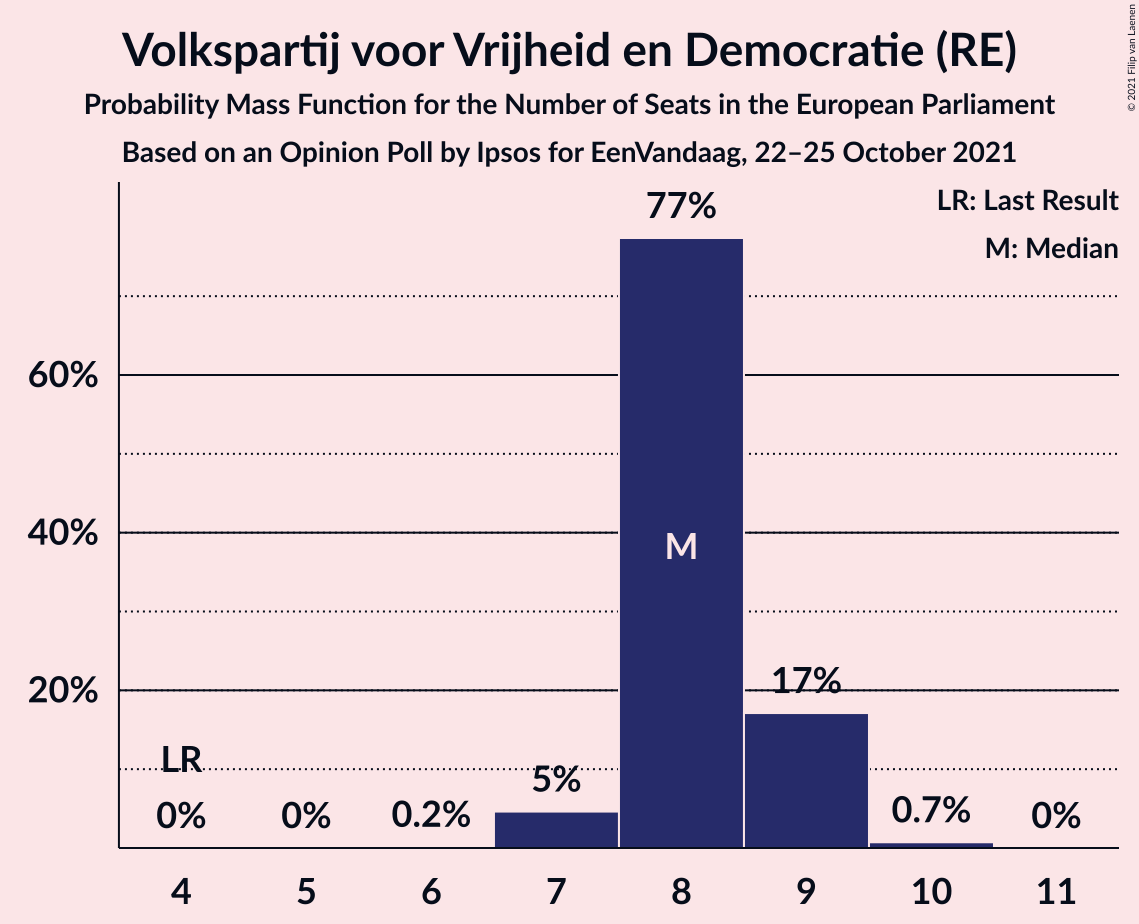 Volkspartij voor Vrijheid en Democratie (RE)
Probability Mass Function for the Number of Seats in the European Parliament
Based on an Opinion Poll by Ipsos for EenVandaag, 22–25 October 2021
© 2021 Filip van Laenen
LR: Last Result
M: Median
77%
60%
40%
M
20%
17%
LR
5%
0%
0%
0.2%
0.7%
0%
4 5 6 7 8 9 10 11